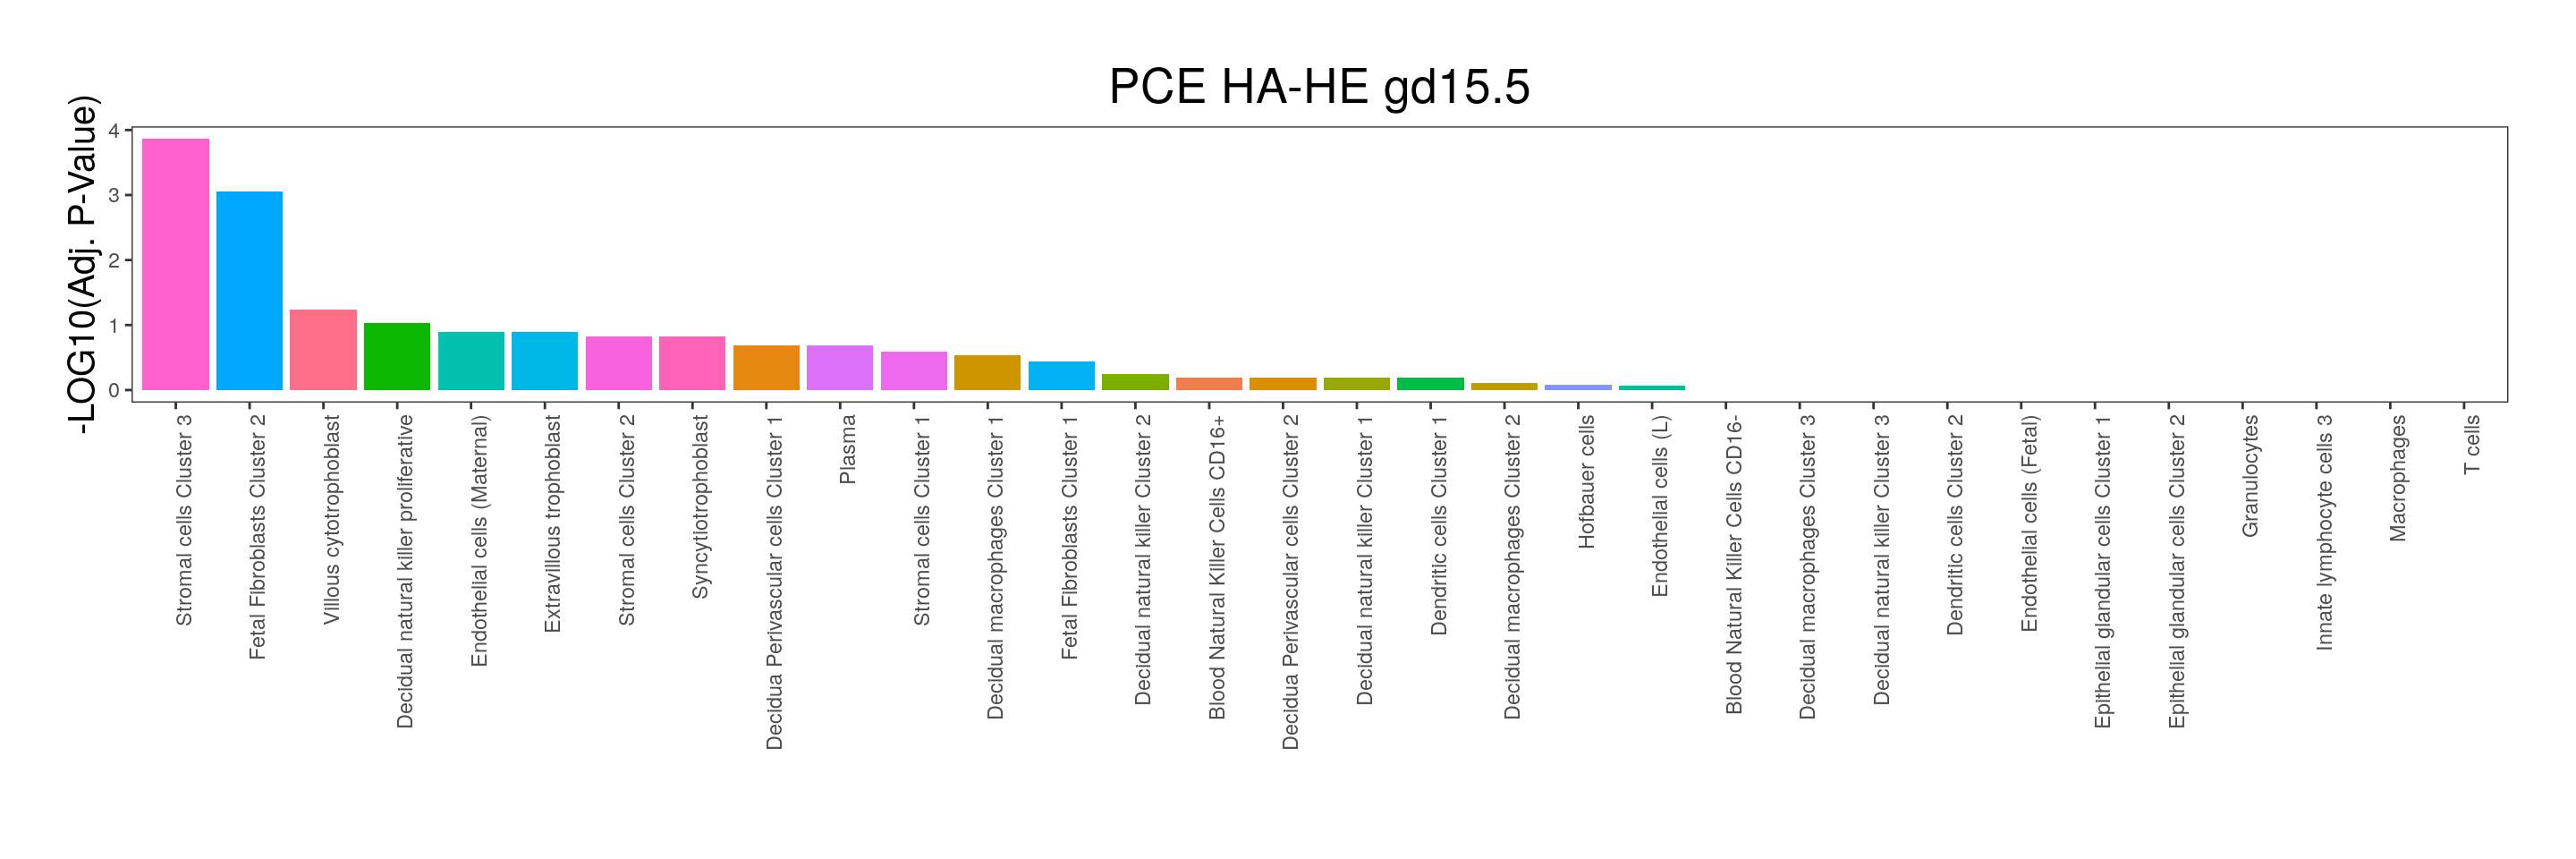 PCE HA-HE gd15.5
-LOG10(Adj. P-Value)
4
3
2
1
0
Stromal cells Cluster 3
Fetal Fibroblasts Cluster 2
Villous cytotrophoblast
Decidual natural killer proliferative
Endothelial cells (Maternal)
Extravillous trophoblast
Stromal cells Cluster 2
Syncytiotrophoblast
Decidua Perivascular cells Cluster 1
Plasma
Stromal cells Cluster 1
Decidual macrophages Cluster 1
Fetal Fibroblasts Cluster 1
Decidual natural killer Cluster 2
Blood Natural Killer Cells CD16+
Decidua Perivascular cells Cluster 2
Decidual natural killer Cluster 1
Dendritic cells Cluster 1
Decidual macrophages Cluster 2
Hofbauer cells
Endothelial cells (L)
Blood Natural Killer Cells CD16-
Decidual macrophages Cluster 3
Decidual natural killer Cluster 3
Dendritic cells Cluster 2
Endothelial cells (Fetal)
Epithelial glandular cells Cluster 1
Epithelial glandular cells Cluster 2
Granulocytes
Innate lymphocyte cells 3
Macrophages
T cells